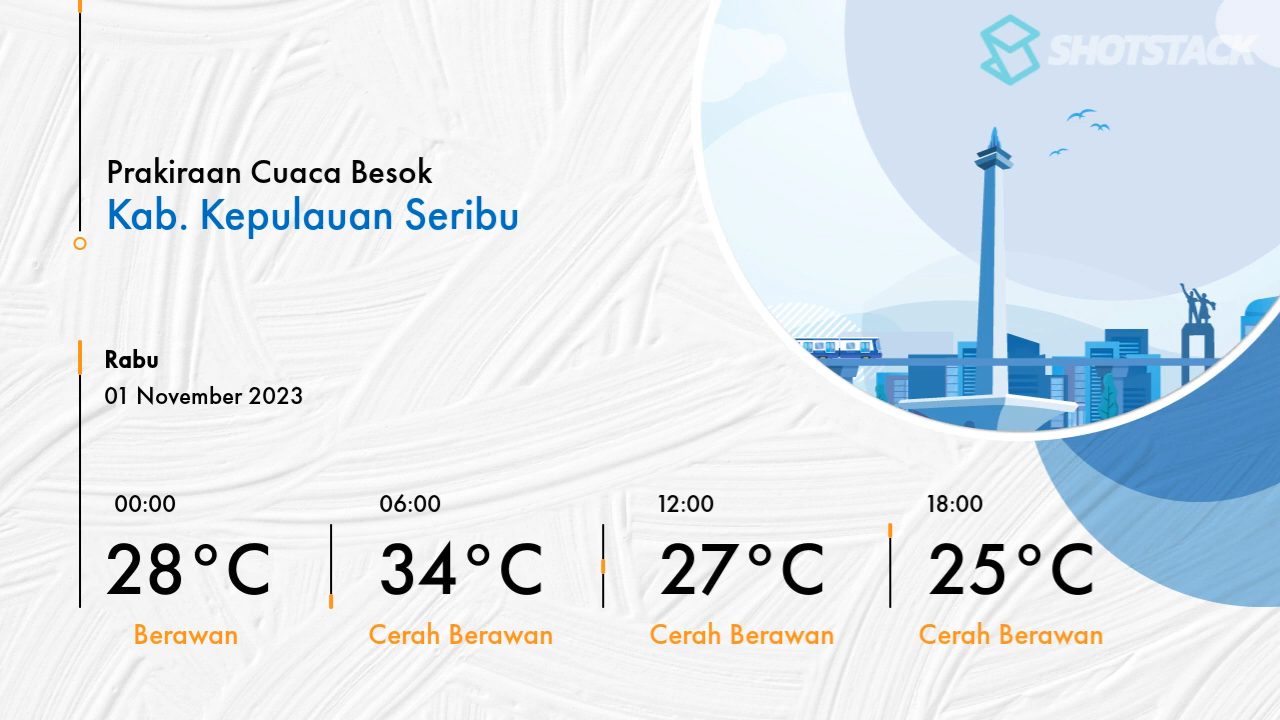 SHOTSTACK
Prakiraan Cuaca Besok
Kab. Kepulauan Seribu
Rabu
01 November 2023
00:00 06:00 12:00 18:00
28°C 34°C 27°C 25°C
Berawan Cerah Berawan Cerah Berawan Cerah Berawan